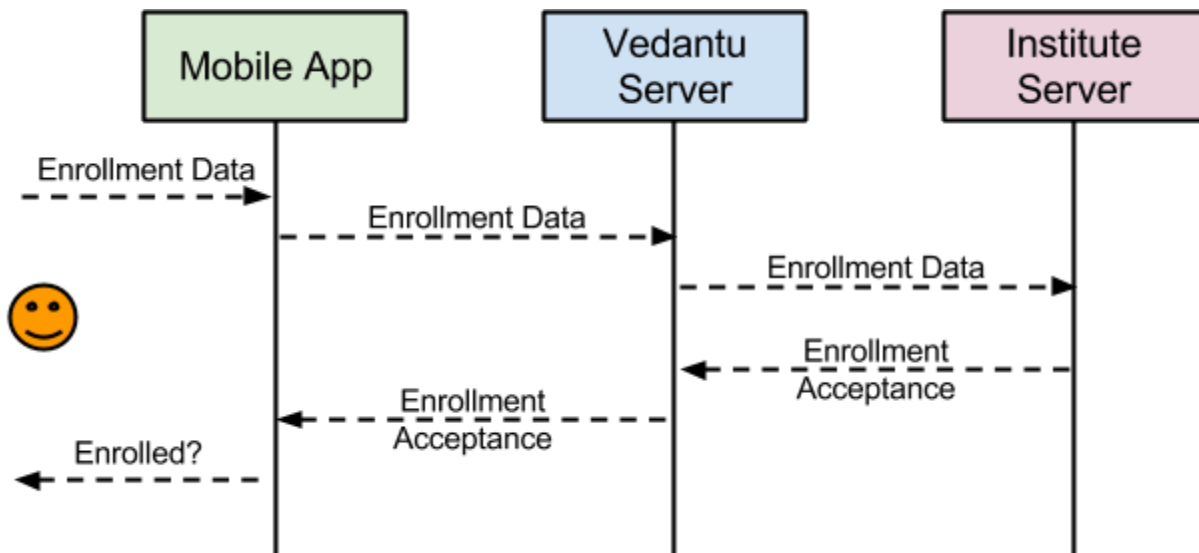 Mobile App
Vedantu
Server
Institute
Server
Enrollment Data
Enrollment Data
Enrollment Data
Enrollment
Acceptance
Enrollment
Acceptance
Enrolled?